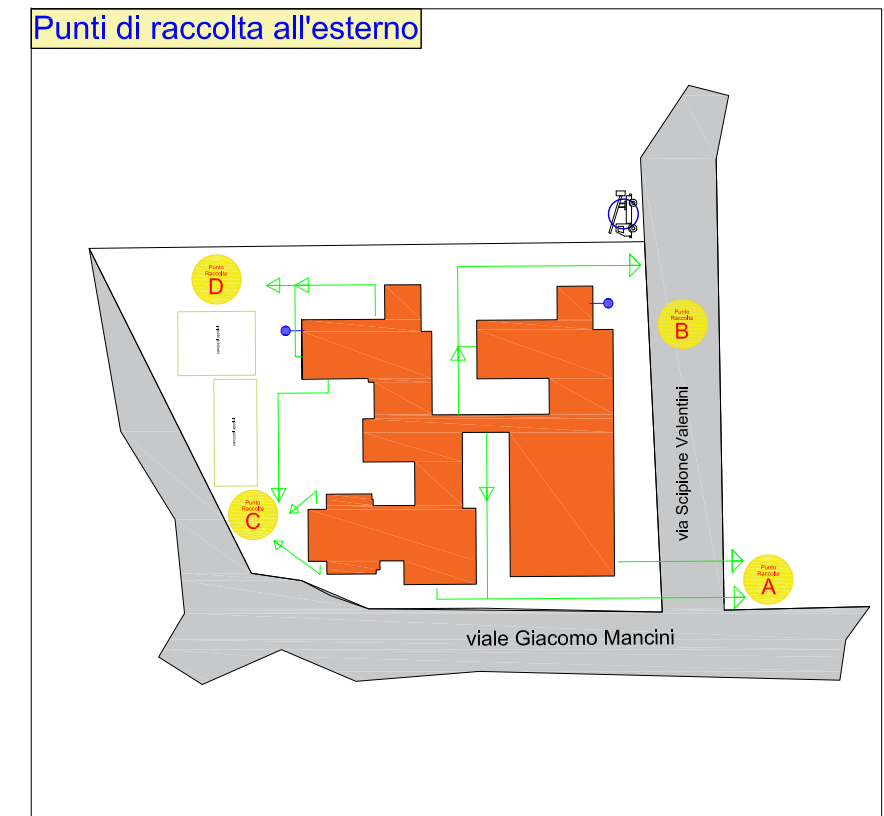 Punti di raccolta all'esterno
Punto
Raccolta
D
Punto
Raccolta
B
via Scipione Valentini
Punto
Raccolta
C
Punto
Raccolta
A
viale Giacomo Mancini